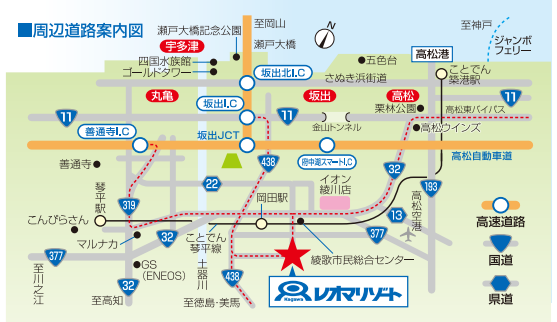 周辺道路案内図
瀬戸大橋記念公園
至岡山
瀬戸大橋
至神戸
ジャンボ
フェリー
宇多津
四国水族館
ゴールドタワー
五色台
高松港
坂出北I.C
さぬき浜街道
ことでん
築港駅
丸亀
坂出
高松
栗林公園
11
坂出I.C
11
高松東バイパス
11
善通寺I.C
金山トンネル
高松ウインズ
坂出JCT
府中湖スマートI.C
高松自動車道
善通寺
438
32
22
イオン
綾川店
193
319
琴平駅
岡田駅
高松空港
高速道路
こんぴらさん
13
マルナカ
32
ことでん
琴平線
377
国道
377
綾歌市民総合センター
GS
(ENEOS)
土器川
438
県道
至川之江
32
至高知
至徳島・美馬
Kagawa
レオマリゾート